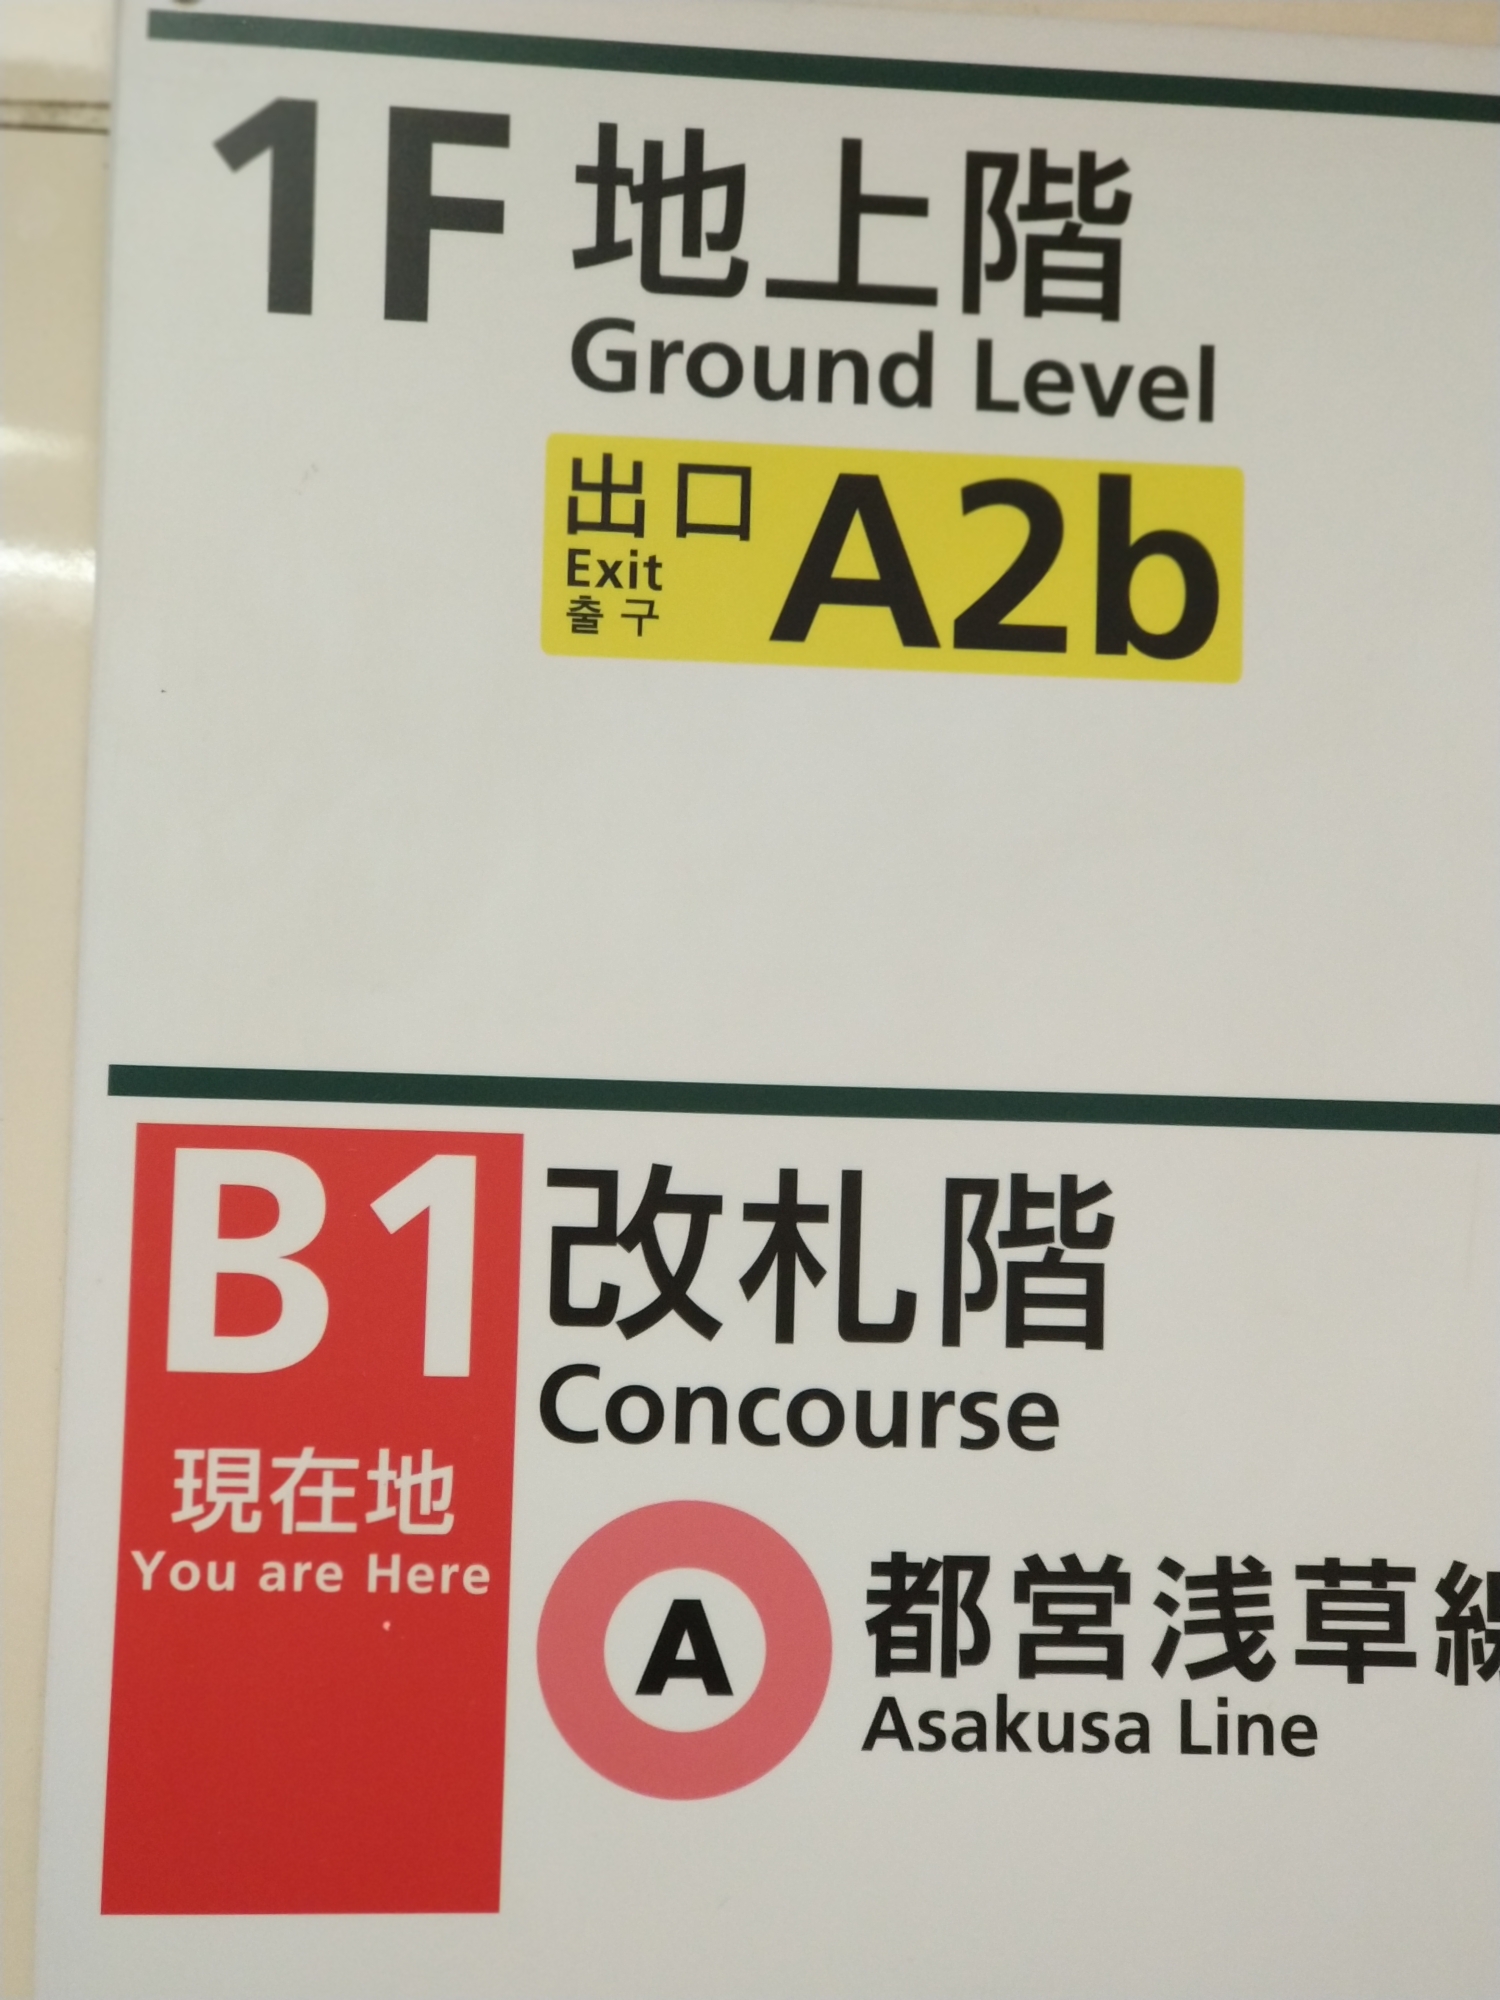 1F 地上階
Ground Level
出口 A2b
Exit
출구
B1 改札階
Concourse
現在地
You are Here
A 都営浅草線
Asakusa Line